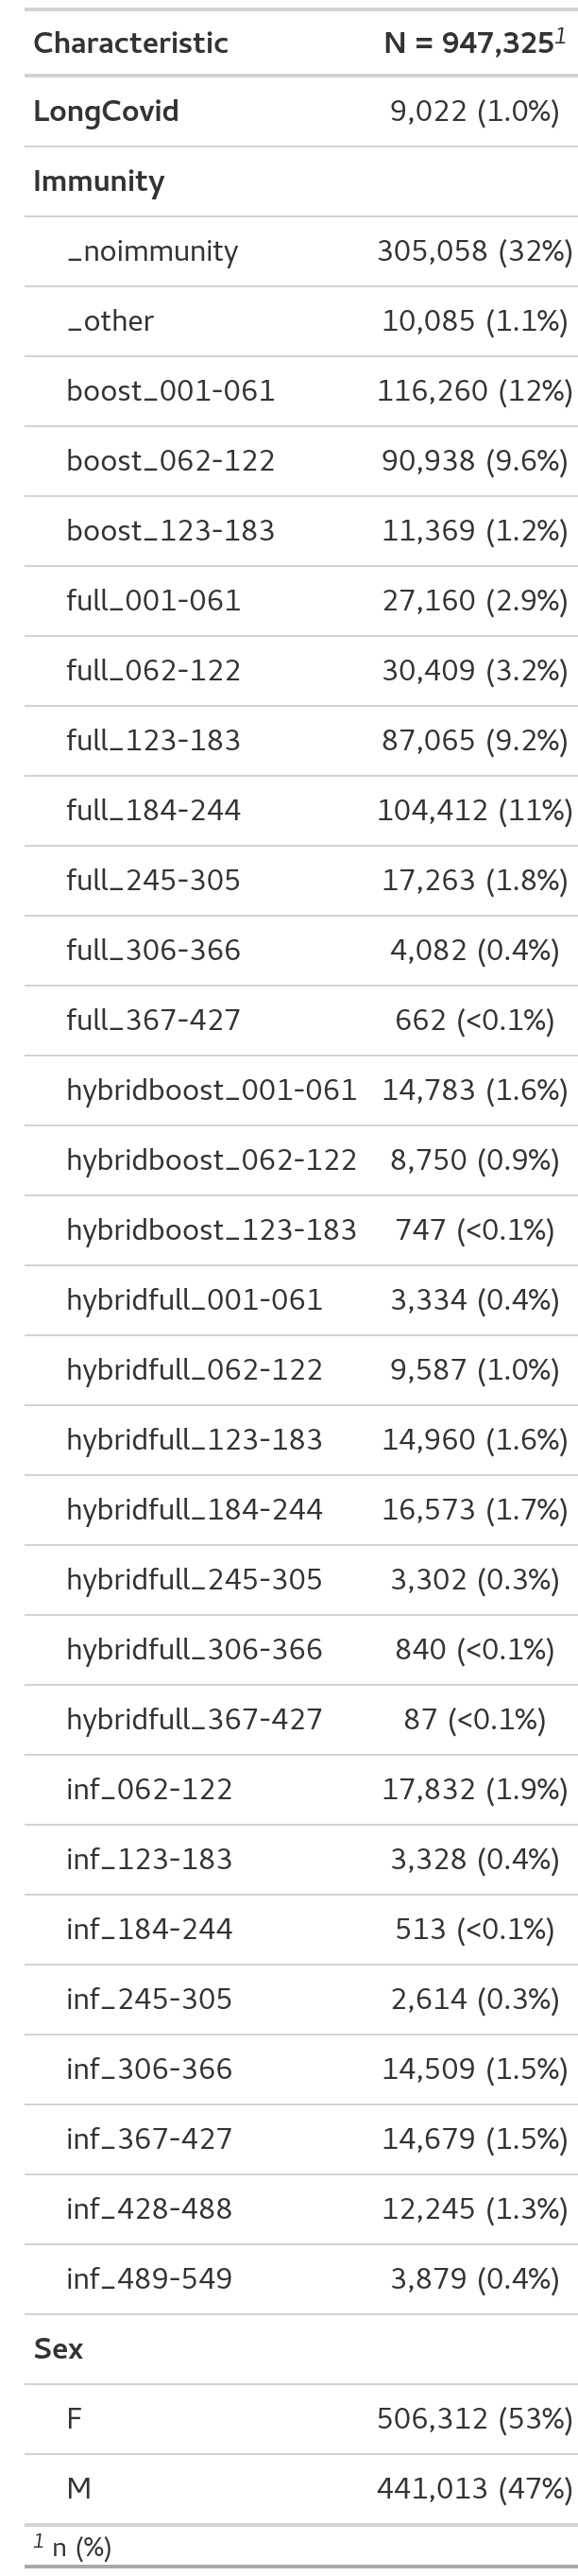 Characteristic N = 947,325¹
LongCovid 9,022 (1.0%)
Immunity
_noimmunity 305,058 (32%)
_other 10,085 (1.1%)
boost_001-061 116,260 (12%)
boost_062-122 90,938 (9.6%)
boost_123-183 11,369 (1.2%)
full_001-061 27,160 (2.9%)
full_062-122 30,409 (3.2%)
full_123-183 87,065 (9.2%)
full_184-244 104,412 (11%)
full_245-305 17,263 (1.8%)
full_306-366 4,082 (0.4%)
full_367-427 662 (<0.1%)
hybridboost_001-061 14,783 (1.6%)
hybridboost_062-122 8,750 (0.9%)
hybridboost_123-183 747 (<0.1%)
hybridfull_001-061 3,334 (0.4%)
hybridfull_062-122 9,587 (1.0%)
hybridfull_123-183 14,960 (1.6%)
hybridfull_184-244 16,573 (1.7%)
hybridfull_245-305 3,302 (0.3%)
hybridfull_306-366 840 (<0.1%)
hybridfull_367-427 87 (<0.1%)
inf_062-122 17,832 (1.9%)
inf_123-183 3,328 (0.4%)
inf_184-244 513 (<0.1%)
inf_245-305 2,614 (0.3%)
inf_306-366 14,509 (1.5%)
inf_367-427 14,679 (1.5%)
inf_428-488 12,245 (1.3%)
inf_489-549 3,879 (0.4%)
Sex
F 506,312 (53%)
M 441,013 (47%)
¹ n (%)